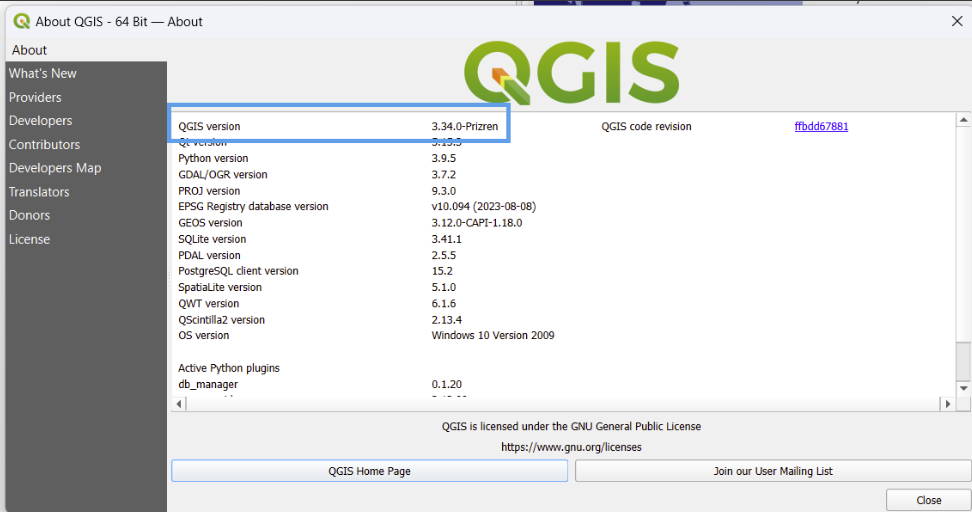 About QGIS - 64 Bit — About
About
What's New
Providers
Developers
Contributors
Developers Map
Translators
Donors
License
QGIS
QGIS version 3.34.0-Prizren QGIS code revision ffbdd67881
Qt version
Python version 3.9.5
GDAL/OGR version 3.7.2
PROJ version 9.3.0
EPSG Registry database version v10.094 (2023-08-08)
GEOS version 3.12.0-CAPI-1.18.0
SQLite version 3.41.1
PDAL version 2.5.5
PostgreSQL client version 15.2
SpatiaLite version 5.1.0
QWT version 6.1.6
QScintilla2 version 2.13.4
OS version Windows 10 Version 2009
Active Python plugins
db_manager 0.1.20
QGIS is licensed under the GNU General Public License
https://www.gnu.org/licenses
QGIS Home Page Join our User Mailing List
Close